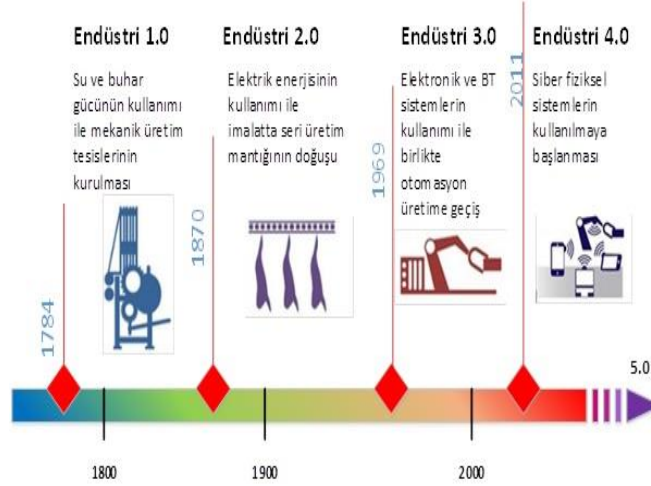 Endüstri 1.0
Su ve buhar
gücünün kullanımı
ile mekanik üretim
tesislerinin
kurulması
1784
Endüstri 2.0
Elektrik enerjisinin
kullanımı ile
imalatta seri üretim
mantığının doğuşu
1870
Endüstri 3.0
Elektronik ve BT
sistemlerin
kullanımı ile
birlikte
otomasyon
üretime geçiş
1969
Endüstri 4.0
Siber fiziksel
sistemlerin
kullanılmaya
başlanması
2011
5.0
1800
1900
2000